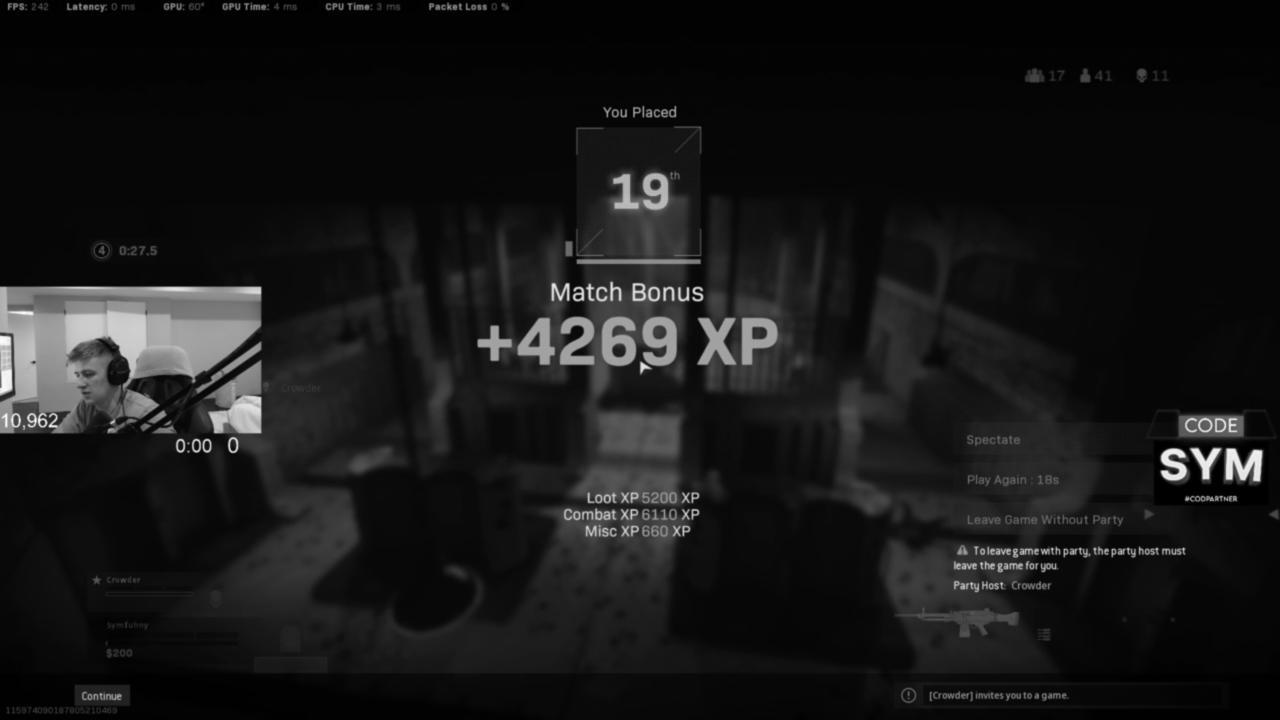 FPS: 242 Latency: 0 ms GPU: 60° GPU Time: 4 ms CPU Time: 3 ms Packet Loss 0 %
17 41 11
You Placed
19th
4 0:27.5
Match Bonus
+4269 XP
Crowder
10,962
0:00 0
CODE
SYM
#CODPARTNER
Spectate
Play Again : 18s
Leave Game Without Party
To leave game with party, the party host must
leave the game for you.
Party Host: Crowder
Loot XP 5200 XP
Combat XP 6110 XP
Misc XP 660 XP
Crowder
Symfuhny
$200
Continue
[Crowder] invites you to a game.
115974090187805210469